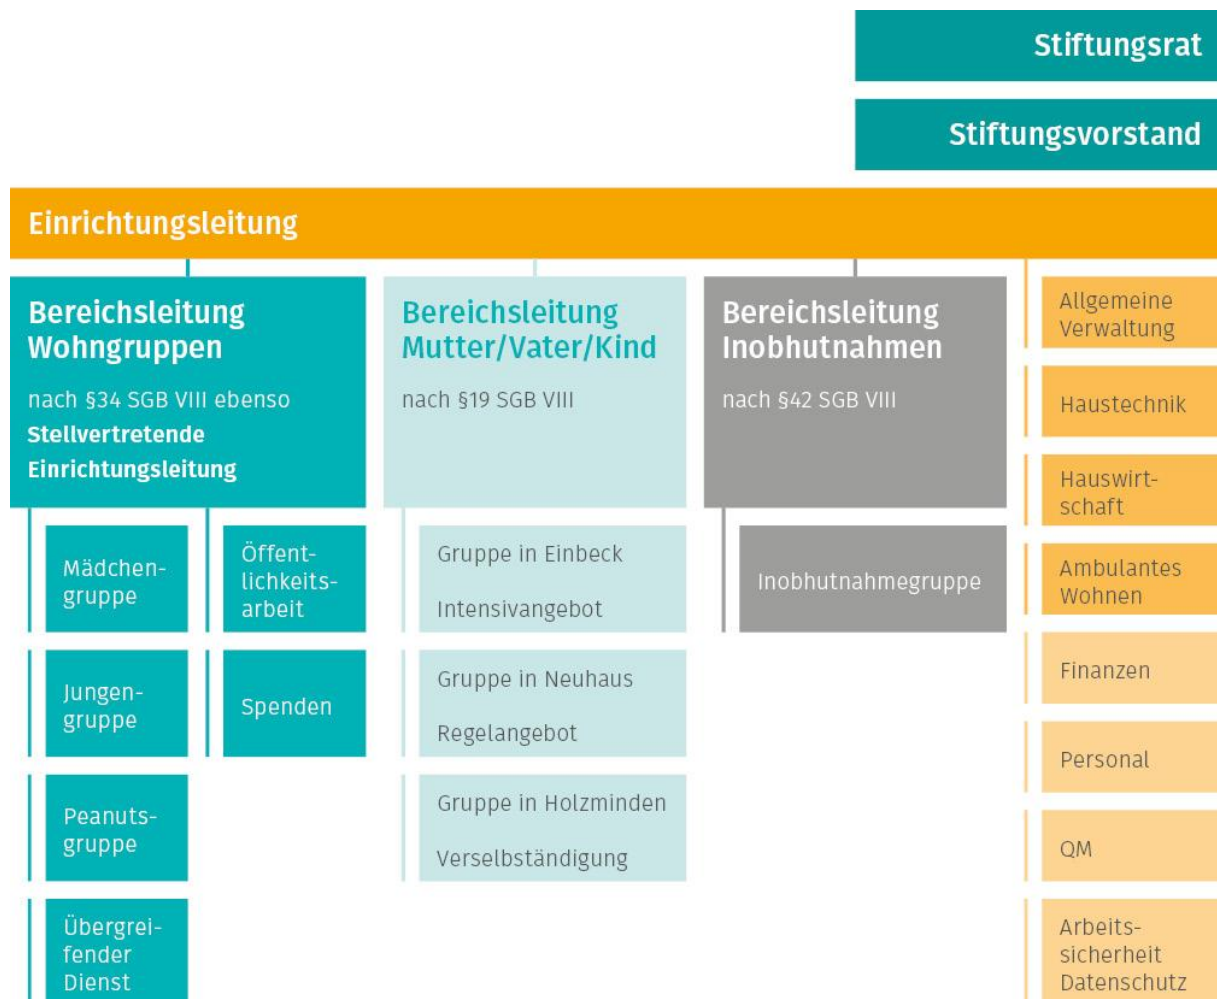 Stiftungsrat
Stiftungsvorstand
Einrichtungsleitung
Bereichsleitung
Wohngruppen
nach §34 SGB VIII ebenso
Stellvertretende
Einrichtungsleitung
Mädchen-
gruppe
Jungen-
gruppe
Peanuts-
gruppe
Übergrei-
fender
Dienst
Öffent-
lichkeits-
arbeit
Spenden
Bereichsleitung
Mutter/Vater/Kind
nach §19 SGB VIII
Gruppe in Einbeck
Intensivangebot
Gruppe in Neuhaus
Regelangebot
Gruppe in Holzminden
Verselbständigung
Bereichsleitung
Inobhutnahmen
nach §42 SGB VIII
Inobhutnahmegruppe
Allgemeine
Verwaltung
Haustechnik
Hauswirt-
schaft
Ambulantes
Wohnen
Finanzen
Personal
QM
Arbeits-
sicherheit
Datenschutz